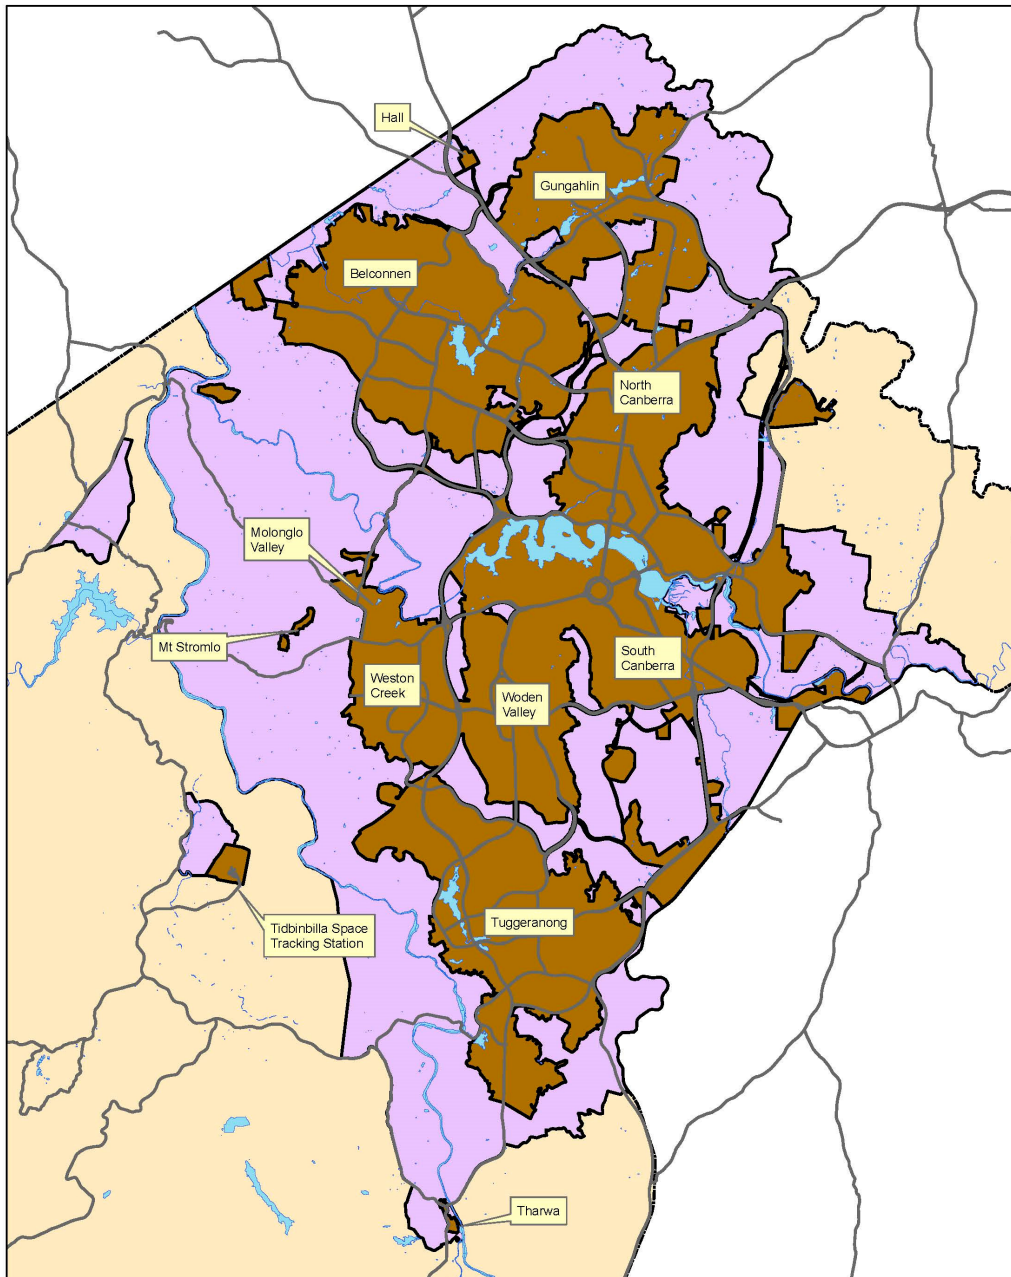 Hall
Gungahlin
Belconnen
North
Canberra
Molonglo
Valley
Mt Stromlo
South
Canberra
Weston
Creek
Woden
Valley
Tuggeranong
Tidbinbilla Space
Tracking Station
Tharwa